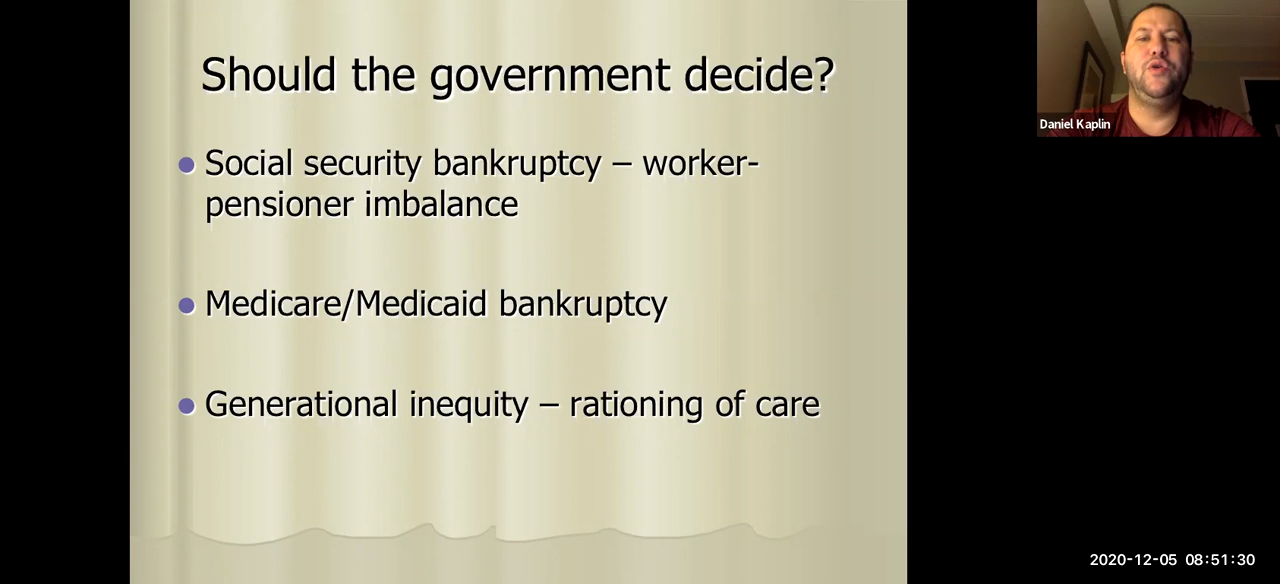 Should the government decide?
Social security bankruptcy – worker-
pensioner imbalance
Medicare/Medicaid bankruptcy
Generational inequity – rationing of care
Daniel Kaplin
2020-12-05 08:51:30